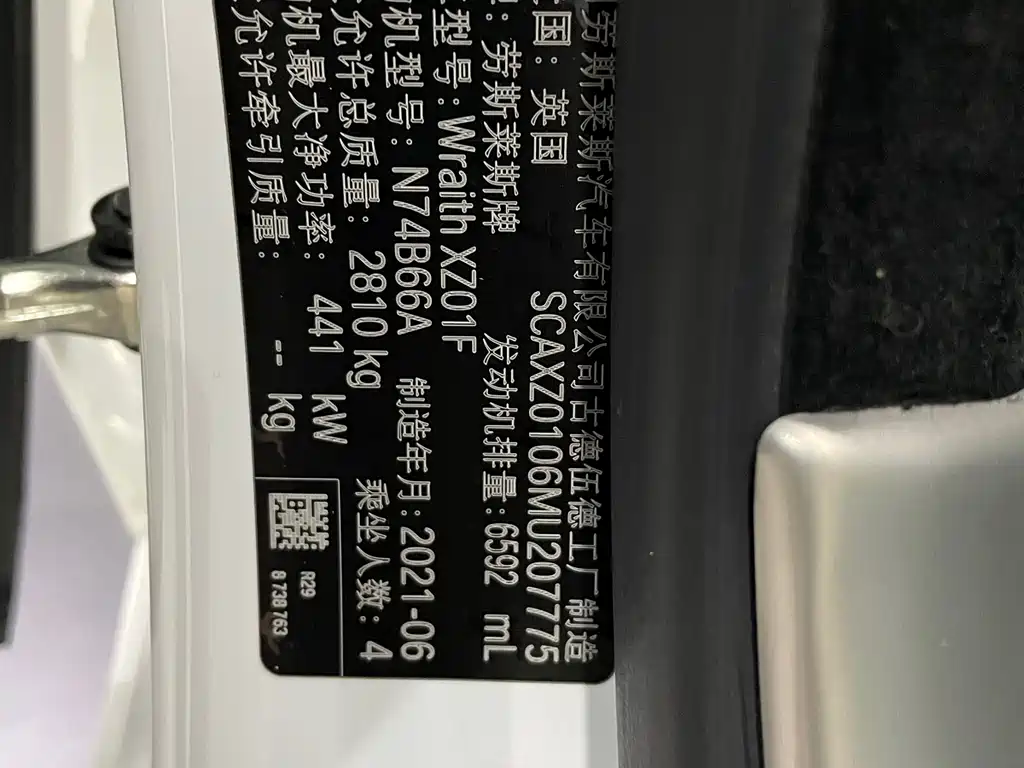 劳斯莱斯汽车有限公司古德伍德工厂制造
国: 英国 SCAXZ0106MU207775
: 劳斯莱斯牌 发动机排量:6592 mL
型号:Wraith XZ01F
机型号: N74B66A 制造年月:2021-06
允许总质量: 2810 kg 乘坐人数: 4
机最大净功率: 441 kW
允许牵引质量: -- kg
R29
738 763